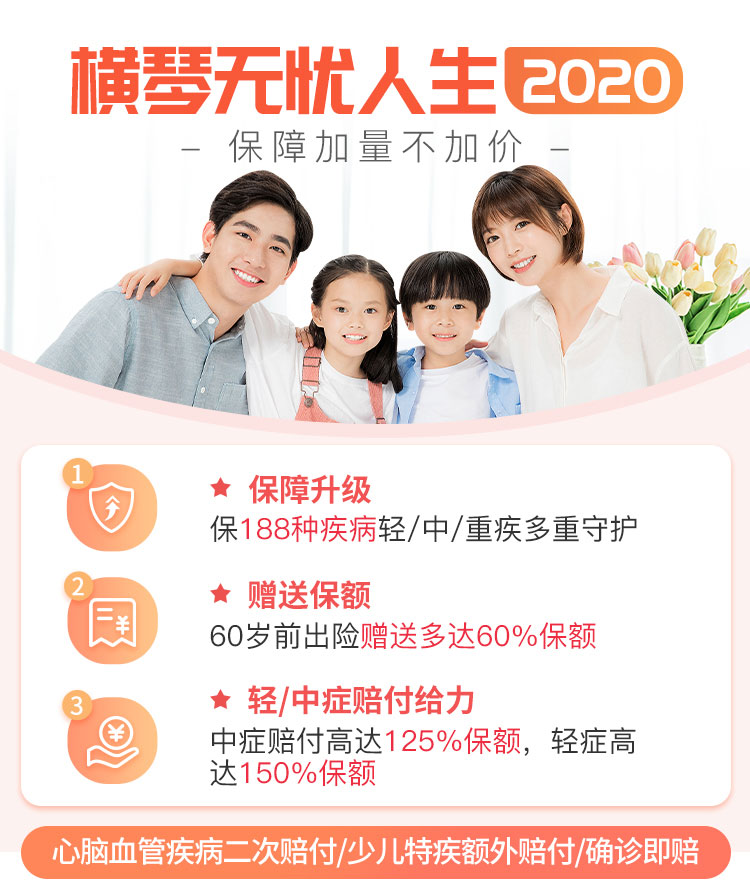 横琴无忧人生2020
– 保障加量不加价 –
1
★ 保障升级
保188种疾病轻/中/重疾多重守护
2
★ 赠送保额
60岁前出险赠送多达60%保额
3
★ 轻/中症赔付给力
中症赔付高达125%保额，轻症高
达150%保额
心脑血管疾病二次赔付/少儿特疾额外赔付/确诊即赔